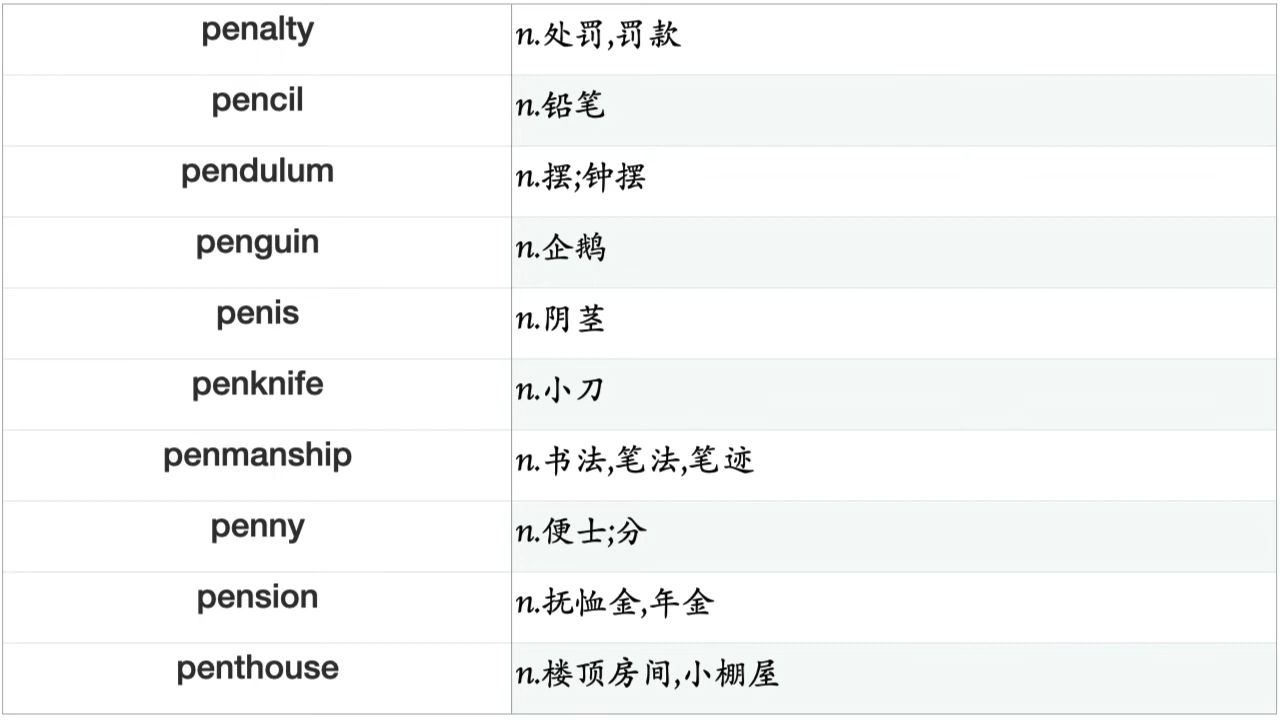 penalty n.处罚,罚款
pencil n.铅笔
pendulum n.摆;钟摆
penguin n.企鹅
penis n.阴茎
penknife n.小刀
penmanship n.书法,笔法,笔迹
penny n.便士;分
pension n.抚恤金,年金
penthouse n.楼顶房间,小棚屋